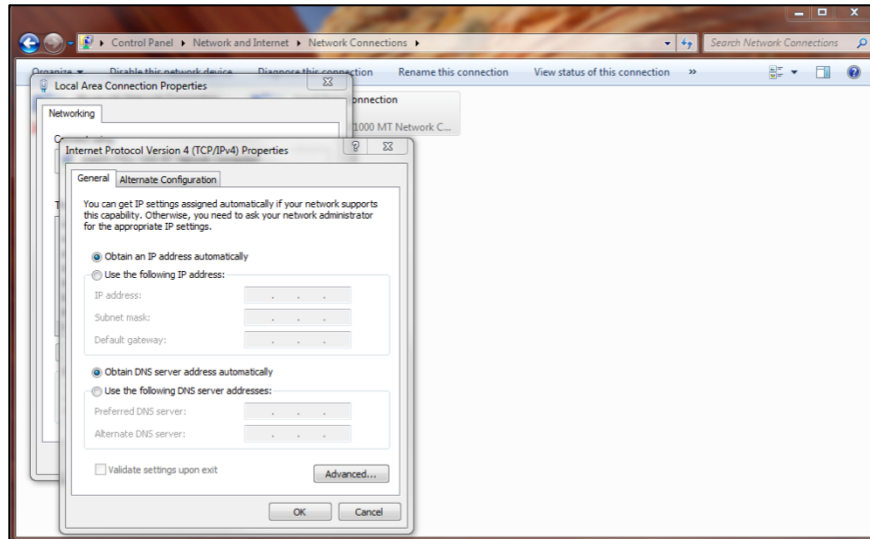 Control Panel ▸ Network and Internet ▸ Network Connections ▸
Search Network Connections
Organize Disable this network device Diagnose this connection Rename this connection View status of this connection »
Local Area Connection Properties
Networking
1000 MT Network C...
Internet Protocol Version 4 (TCP/IPv4) Properties
General Alternate Configuration
You can get IP settings assigned automatically if your network supports
this capability. Otherwise, you need to ask your network administrator
for the appropriate IP settings.
Obtain an IP address automatically
Use the following IP address:
IP address:
Subnet mask:
Default gateway:
Obtain DNS server address automatically
Use the following DNS server addresses:
Preferred DNS server:
Alternate DNS server:
Validate settings upon exit
Advanced...
OK Cancel